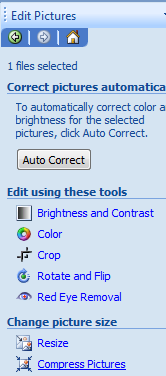 Edit Pictures
1 files selected
Correct pictures automatica
To automatically correct color a
brightness for the selected
pictures, click Auto Correct.
Auto Correct
Edit using these tools
Brightness and Contrast
Color
Crop
Rotate and Flip
Red Eye Removal
Change picture size
Resize
Compress Pictures